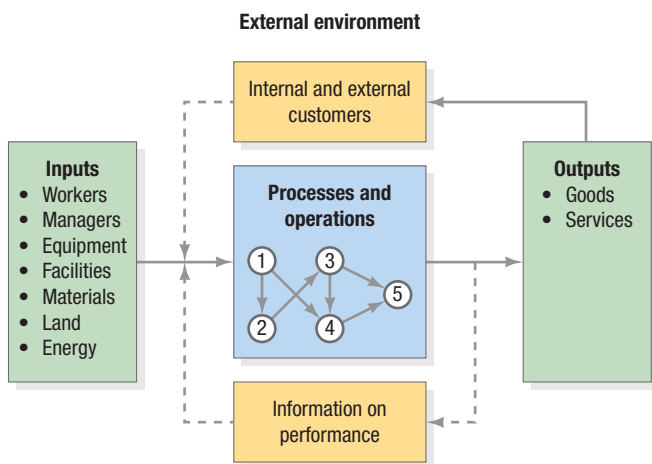 External environment
Internal and external
customers
Inputs
• Workers
• Managers
• Equipment
• Facilities
• Materials
• Land
• Energy
Processes and
operations
1
3
5
2
4
Outputs
• Goods
• Services
Information on
performance